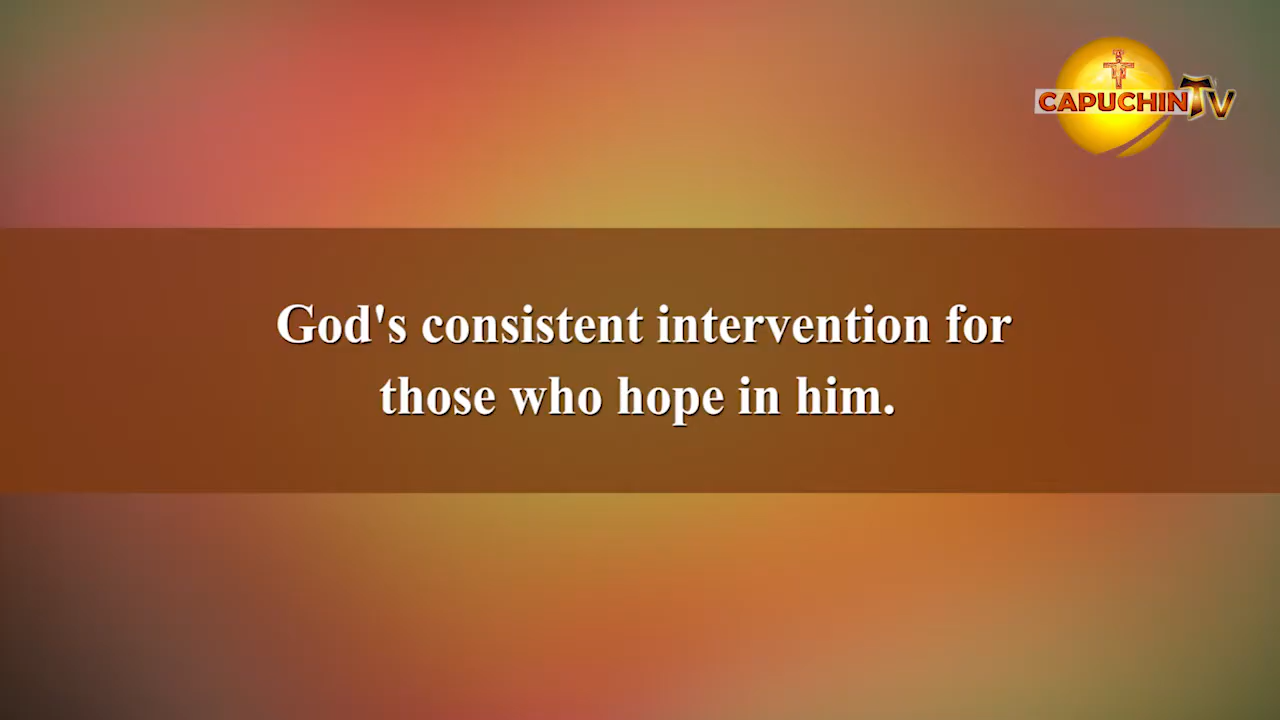 CAPUCHIN TV
God's consistent intervention for
those who hope in him.